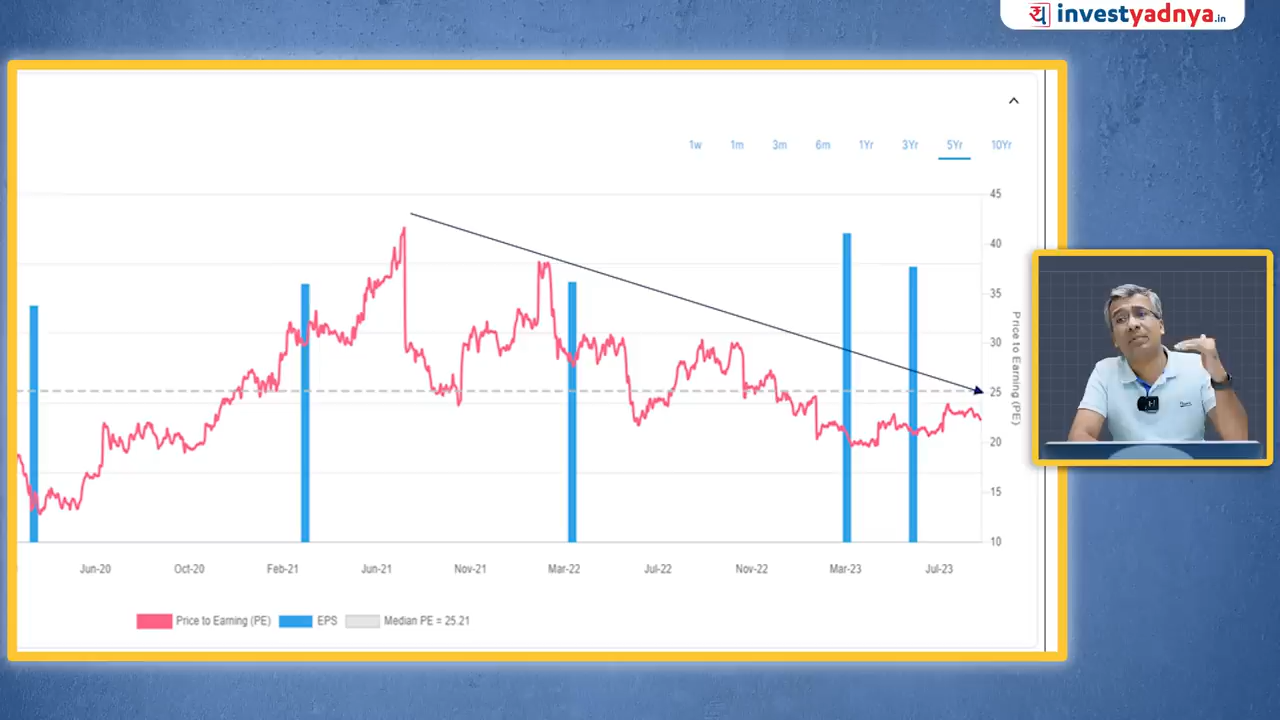 investyadnya.in
1w 1m 3m 6m 1Yr 3Yr 5Yr 10Yr
45
40
35
30
25
20
15
10
Price to Earning (PE)
Jun-20 Oct-20 Feb-21 Jun-21 Nov-21 Mar-22 Jul-22 Nov-22 Mar-23 Jul-23
Price to Earning (PE) EPS Median PE = 25.21